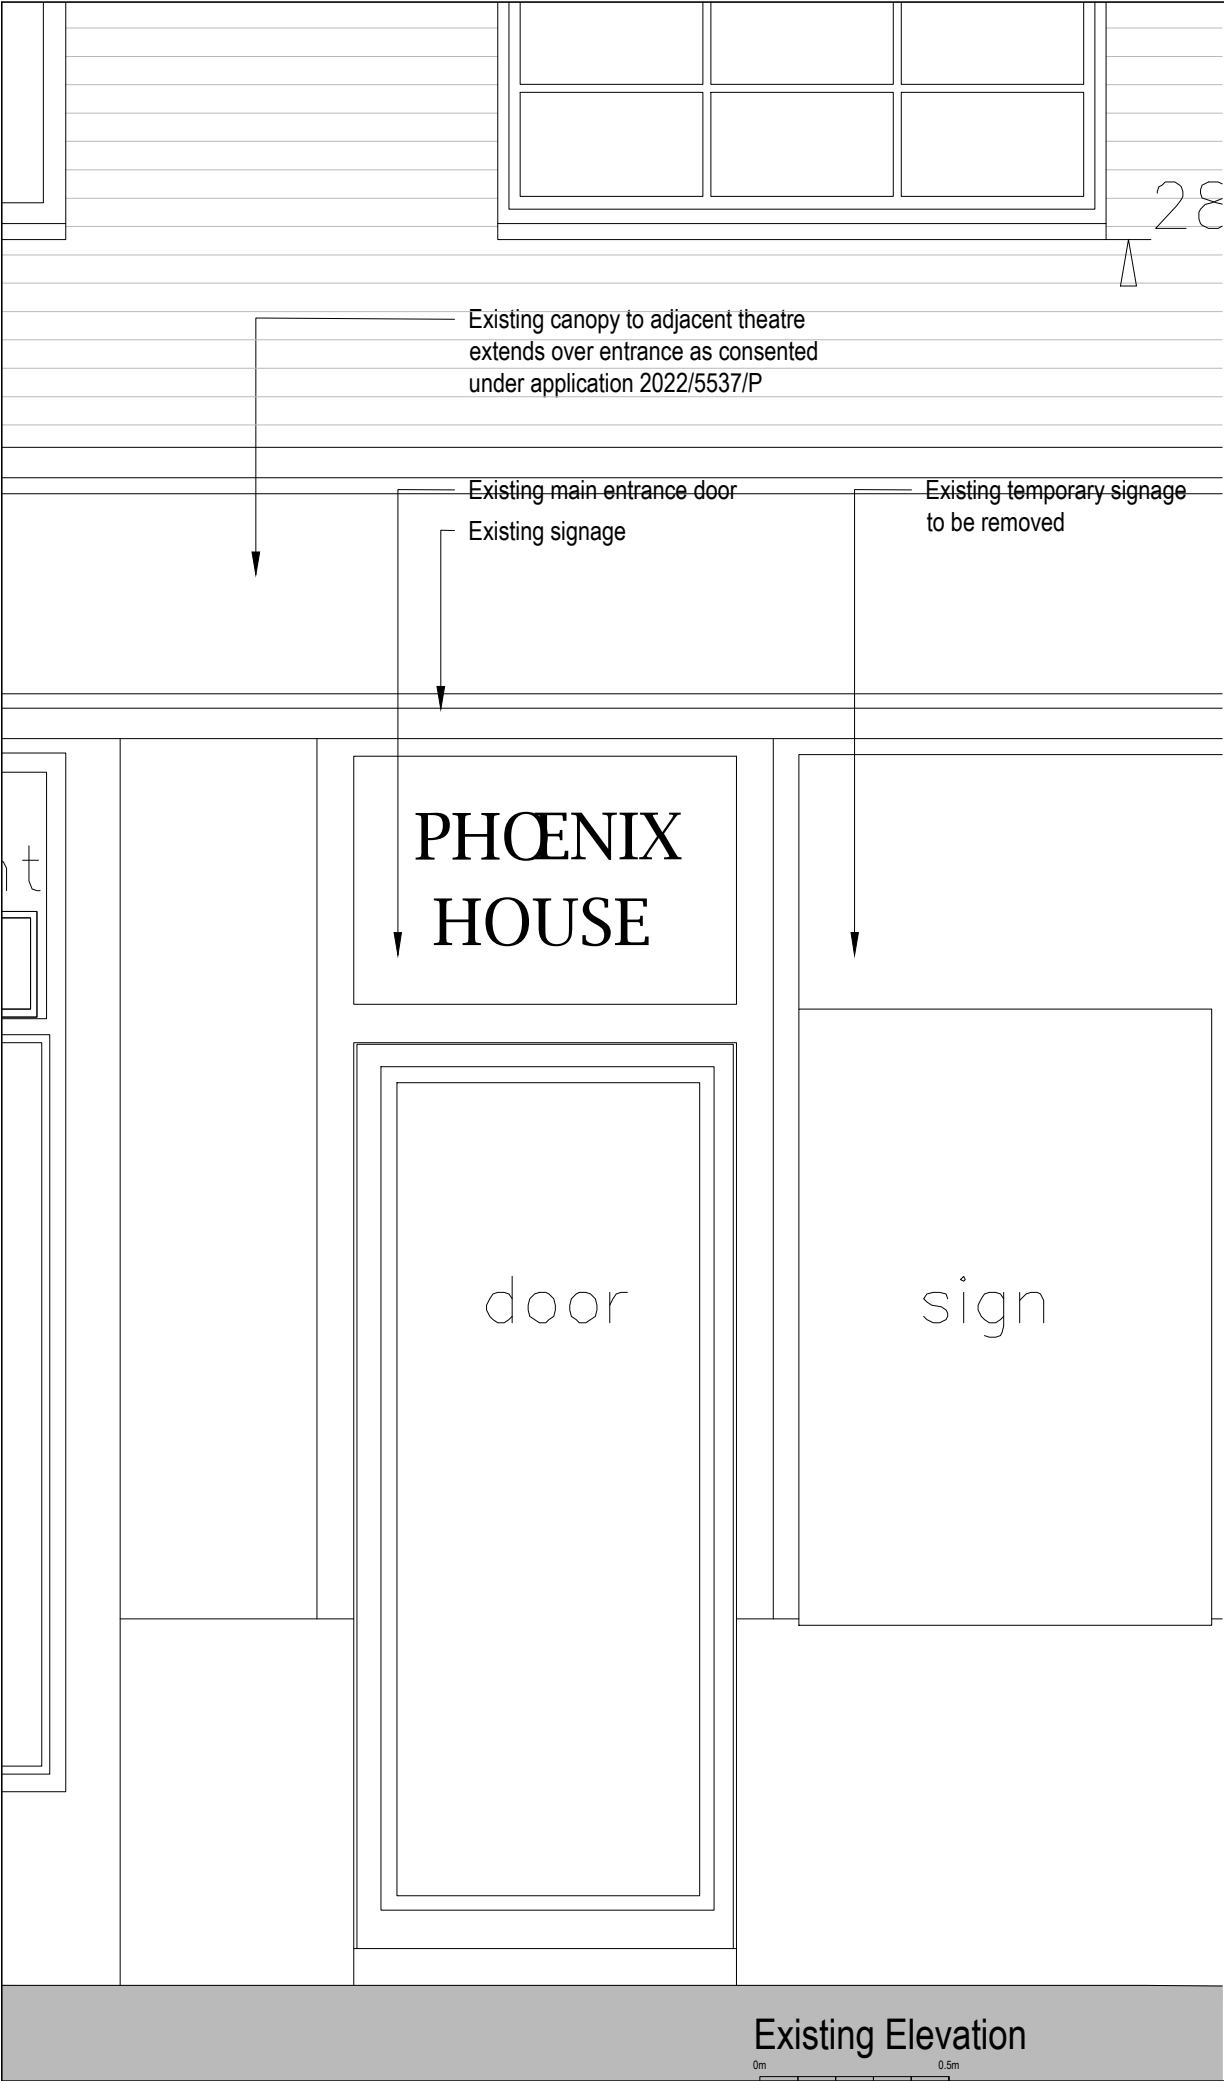 28
Existing canopy to adjacent theatre
extends over entrance as consented
under application 2022/5537/P
Existing main entrance door
Existing signage
Existing temporary signage
to be removed
PHŒNIX
HOUSE
door
sign
Existing Elevation
0m 0.5m